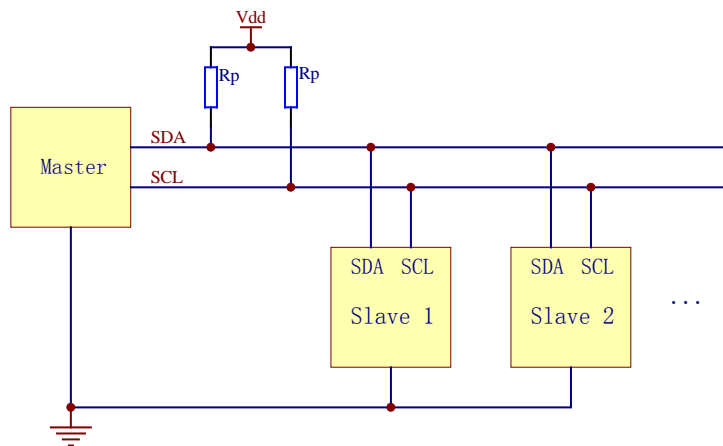 Vdd
Rp Rp
SDA
Master
SCL
SDA SCL SDA SCL
Slave 1 Slave 2 ...